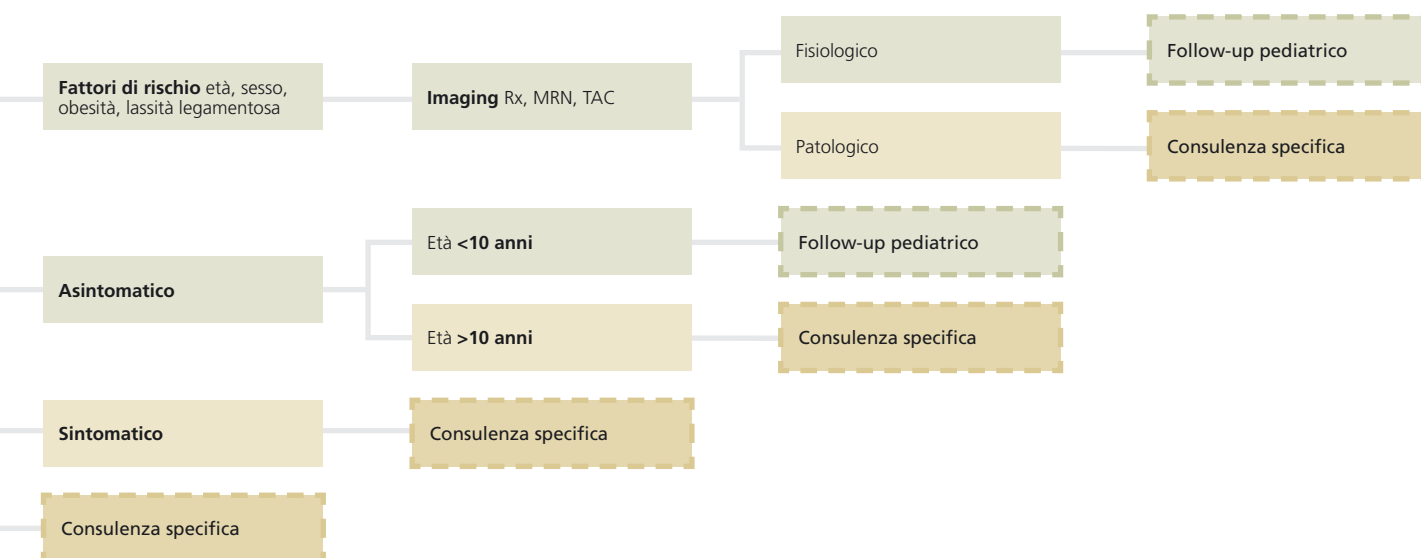 Fisiologico
Follow-up pediatrico
Fattori di rischio età, sesso,
obesità, lassità legamentosa
Imaging Rx, MRN, TAC
Patologico
Consulenza specifica
Età <10 anni
Follow-up pediatrico
Asintomatico
Età >10 anni
Consulenza specifica
Sintomatico
Consulenza specifica
Consulenza specifica